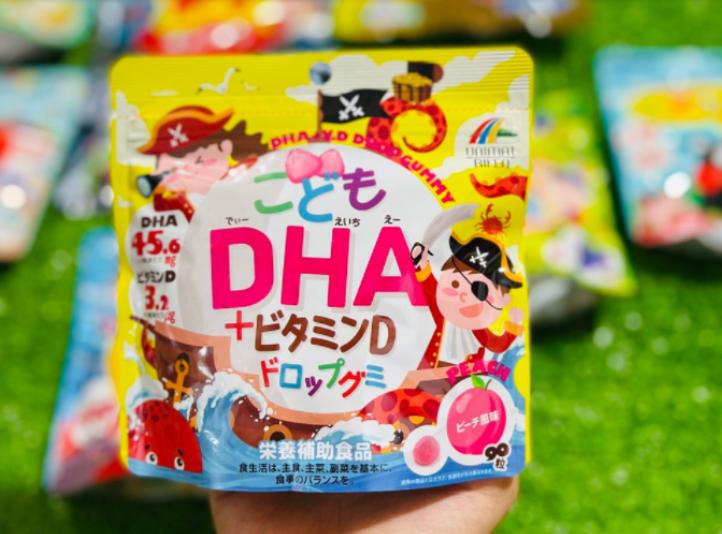 DHA & V.D DROP GUMMY
UNIMAT
RIKEN
こども
でぃー えいち えー
DHA
+ビタミンD
ドロップグミ
DHA
45.6
mg
ビタミンD
3.2
PEACH
ピーチ風味
90粒
栄養補助食品
食生活は、主食、主菜、副菜を基本に、
食事のバランスを。